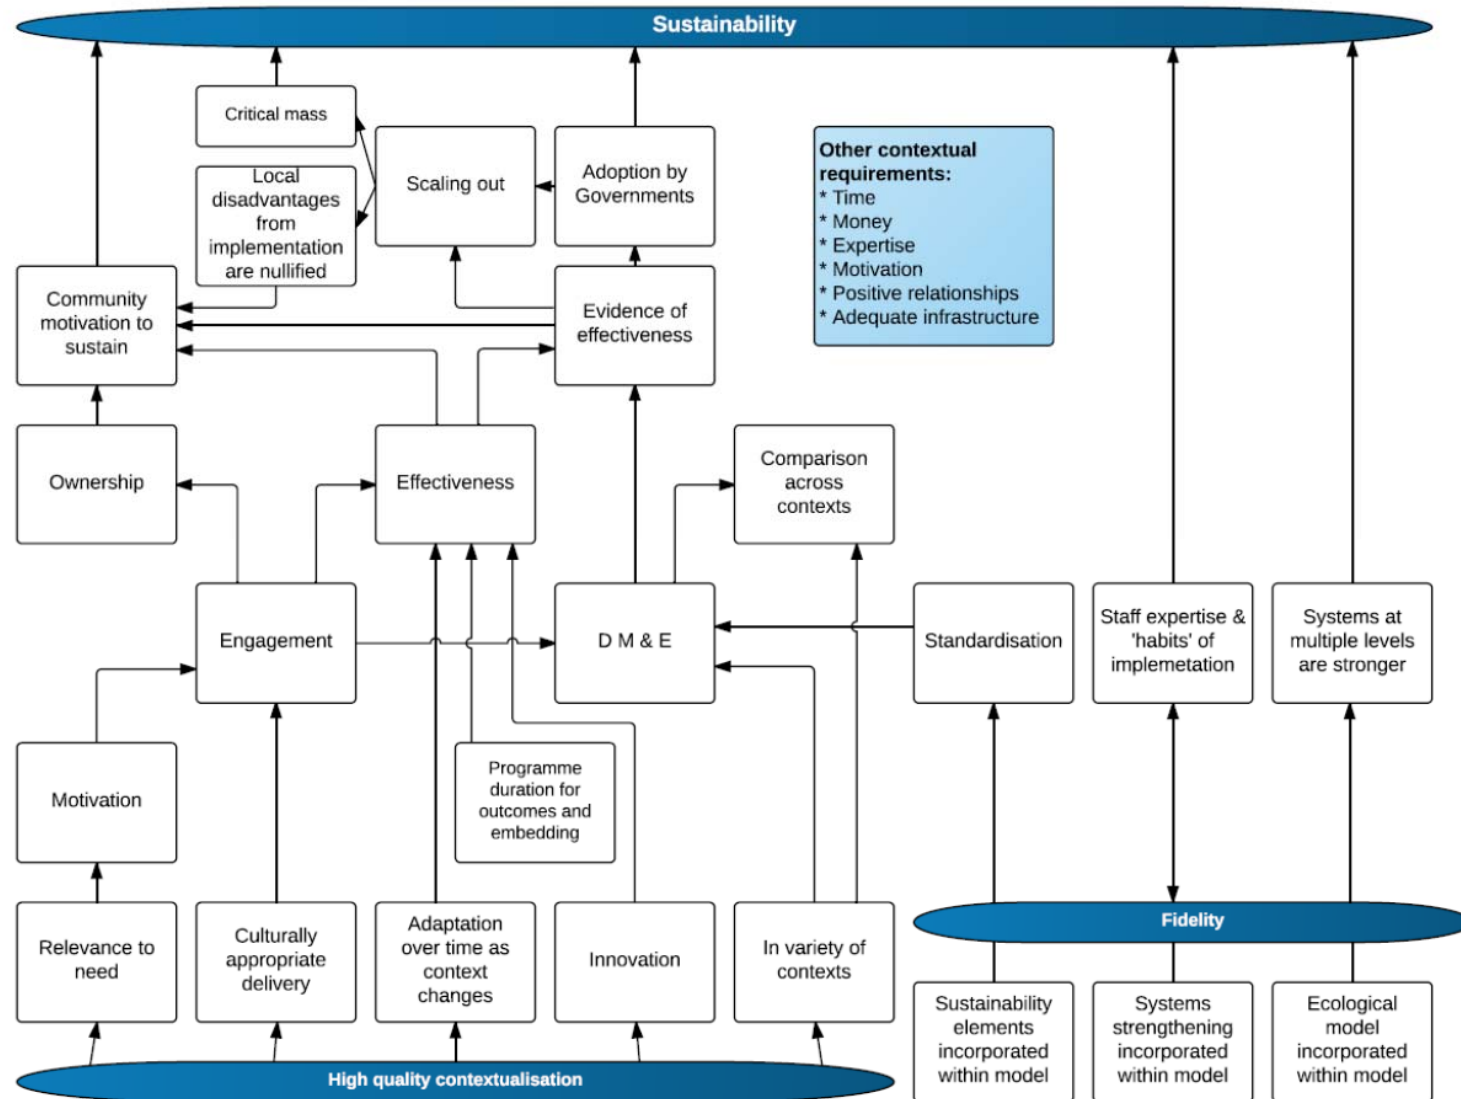 Sustainability
Critical mass
Local
disadvantages
from
implementation
are nullified
Scaling out
Adoption by
Governments
Other contextual
requirements:
* Time
* Money
* Expertise
* Motivation
* Positive relationships
* Adequate infrastructure
Community
motivation to
sustain
Evidence of
effectiveness
Ownership
Effectiveness
Comparison
across
contexts
Engagement
D M & E
Standardisation
Staff expertise &
'habits' of
implemetation
Systems at
multiple levels
are stronger
Motivation
Programme
duration for
outcomes and
embedding
Relevance to
need
Culturally
appropriate
delivery
Adaptation
over time as
context
changes
Innovation
In variety of
contexts
Fidelity
Sustainability
elements
incorporated
within model
Systems
strengthening
incorporated
within model
Ecological
model
incorporated
within model
High quality contextualisation